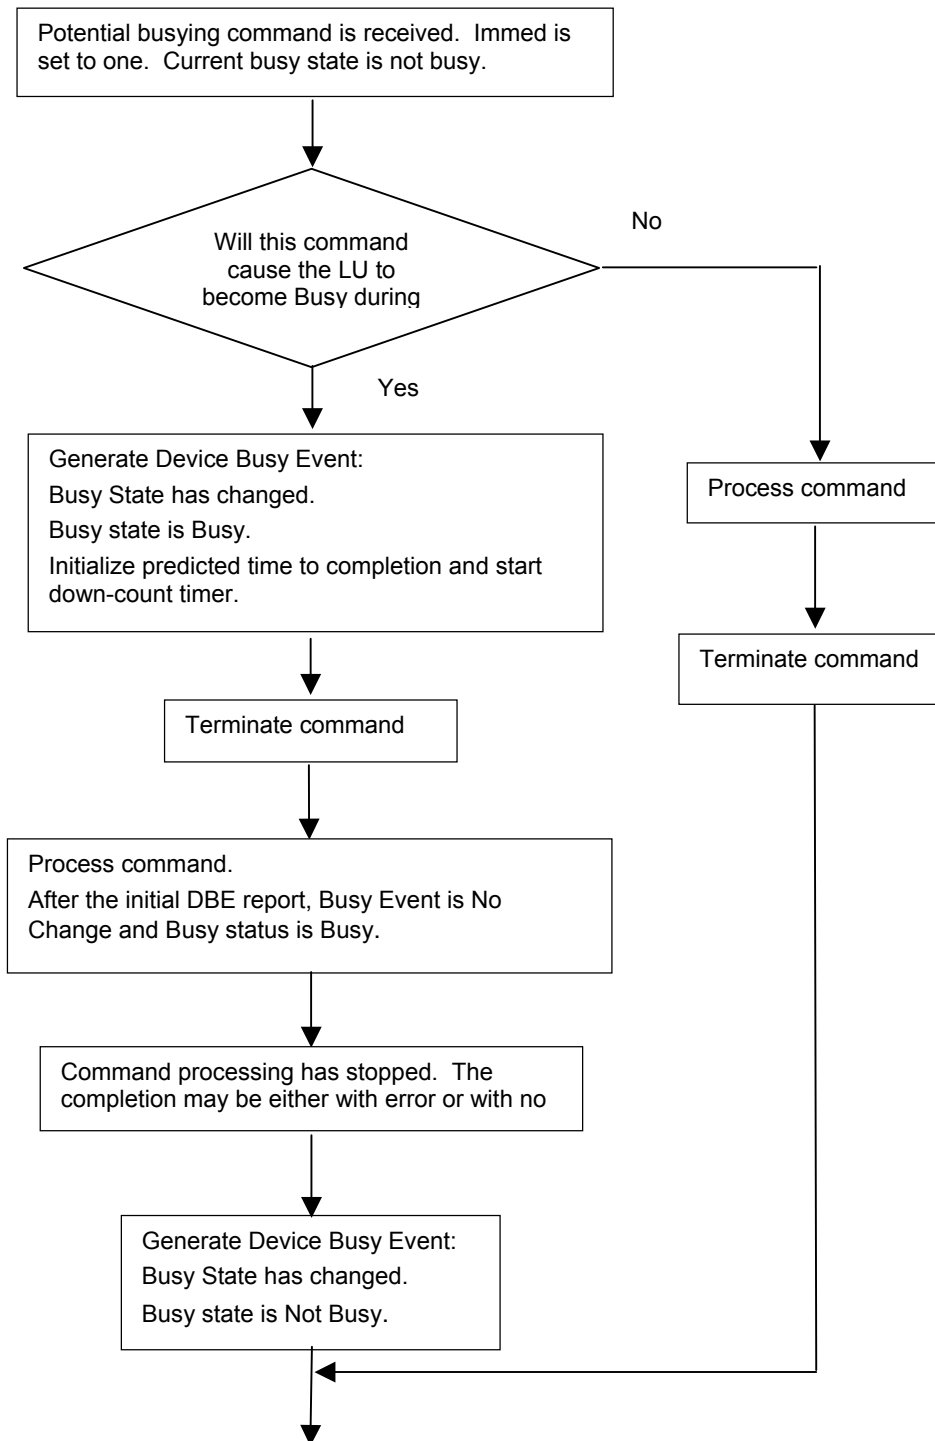 Potential busying command is received.  Immed is
set to one.  Current busy state is not busy.
Will this command
cause the LU to
become Busy during
No
Yes
Generate Device Busy Event:
Busy State has changed.
Busy state is Busy.
Initialize predicted time to completion and start
down-count timer.
Process command
Terminate command
Terminate command
Process command.
After the initial DBE report, Busy Event is No
Change and Busy status is Busy.
Command processing has stopped.  The
completion may be either with error or with no
Generate Device Busy Event:
Busy State has changed.
Busy state is Not Busy.